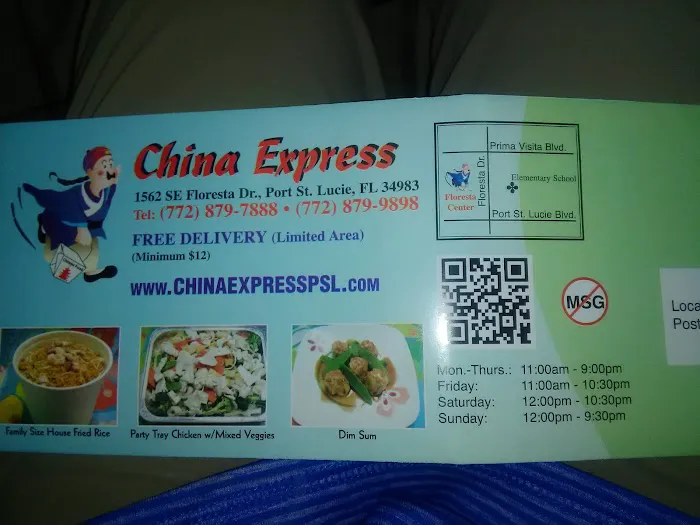 China Express
1562 SE Floresta Dr., Port St. Lucie, FL 34983
Tel: (772) 879-7888 • (772) 879-9898
FREE DELIVERY (Limited Area)
(Minimum $12)
WWW.CHINAEXPRESSPSL.COM
Family Size House Fried Rice
Party Tray Chicken w/Mixed Veggies
Dim Sum
Prima Visita Blvd.
Floresta Dr.
Elementary School
Floresta
Center
Port St. Lucie Blvd.
MSG
Mon.-Thurs.: 11:00am - 9:00pm
Friday: 11:00am - 10:30pm
Saturday: 12:00pm - 10:30pm
Sunday: 12:00pm - 9:30pm
Loca
Post